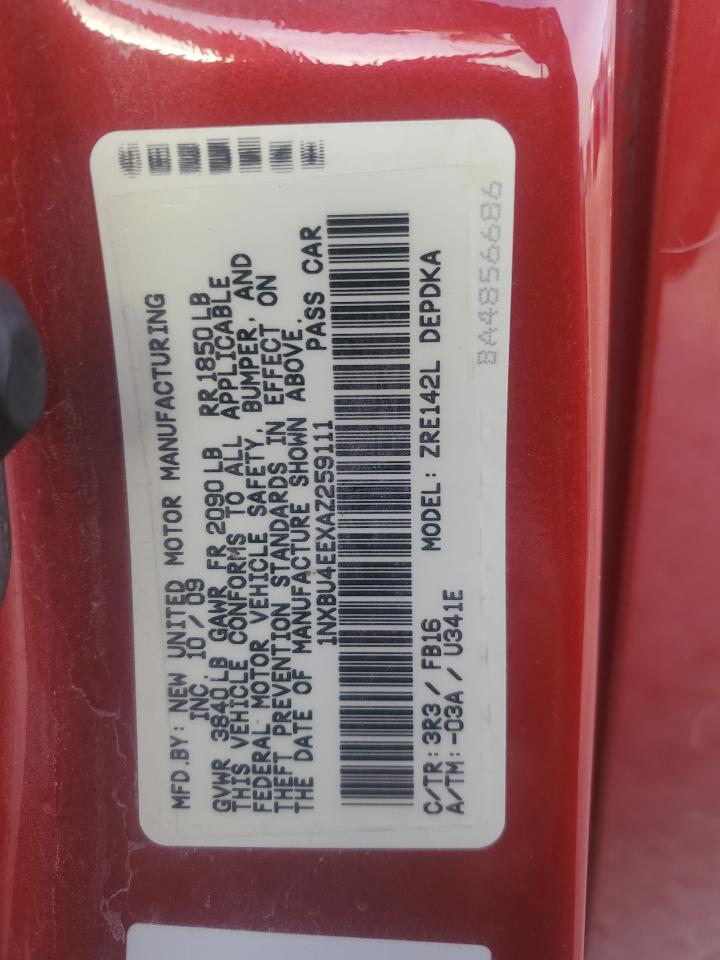 MFD.BY: NEW UNITED MOTOR MANUFACTURING
INC. 10/09
GVWR 3840LB GAWR FR 2090LB RR 1850LB
THIS VEHICLE CONFORMS TO ALL APPLICABLE
FEDERAL MOTOR VEHICLE SAFETY, BUMPER, AND
THEFT PREVENTION STANDARDS IN EFFECT ON
THE DATE OF MANUFACTURE SHOWN ABOVE.
1NXBU4EEXAZ259111 PASS CAR
C/TR: 3R3 / FB16 MODEL: ZRE142L DEPDKA
A/TM: -03A / U341E
8A4856686